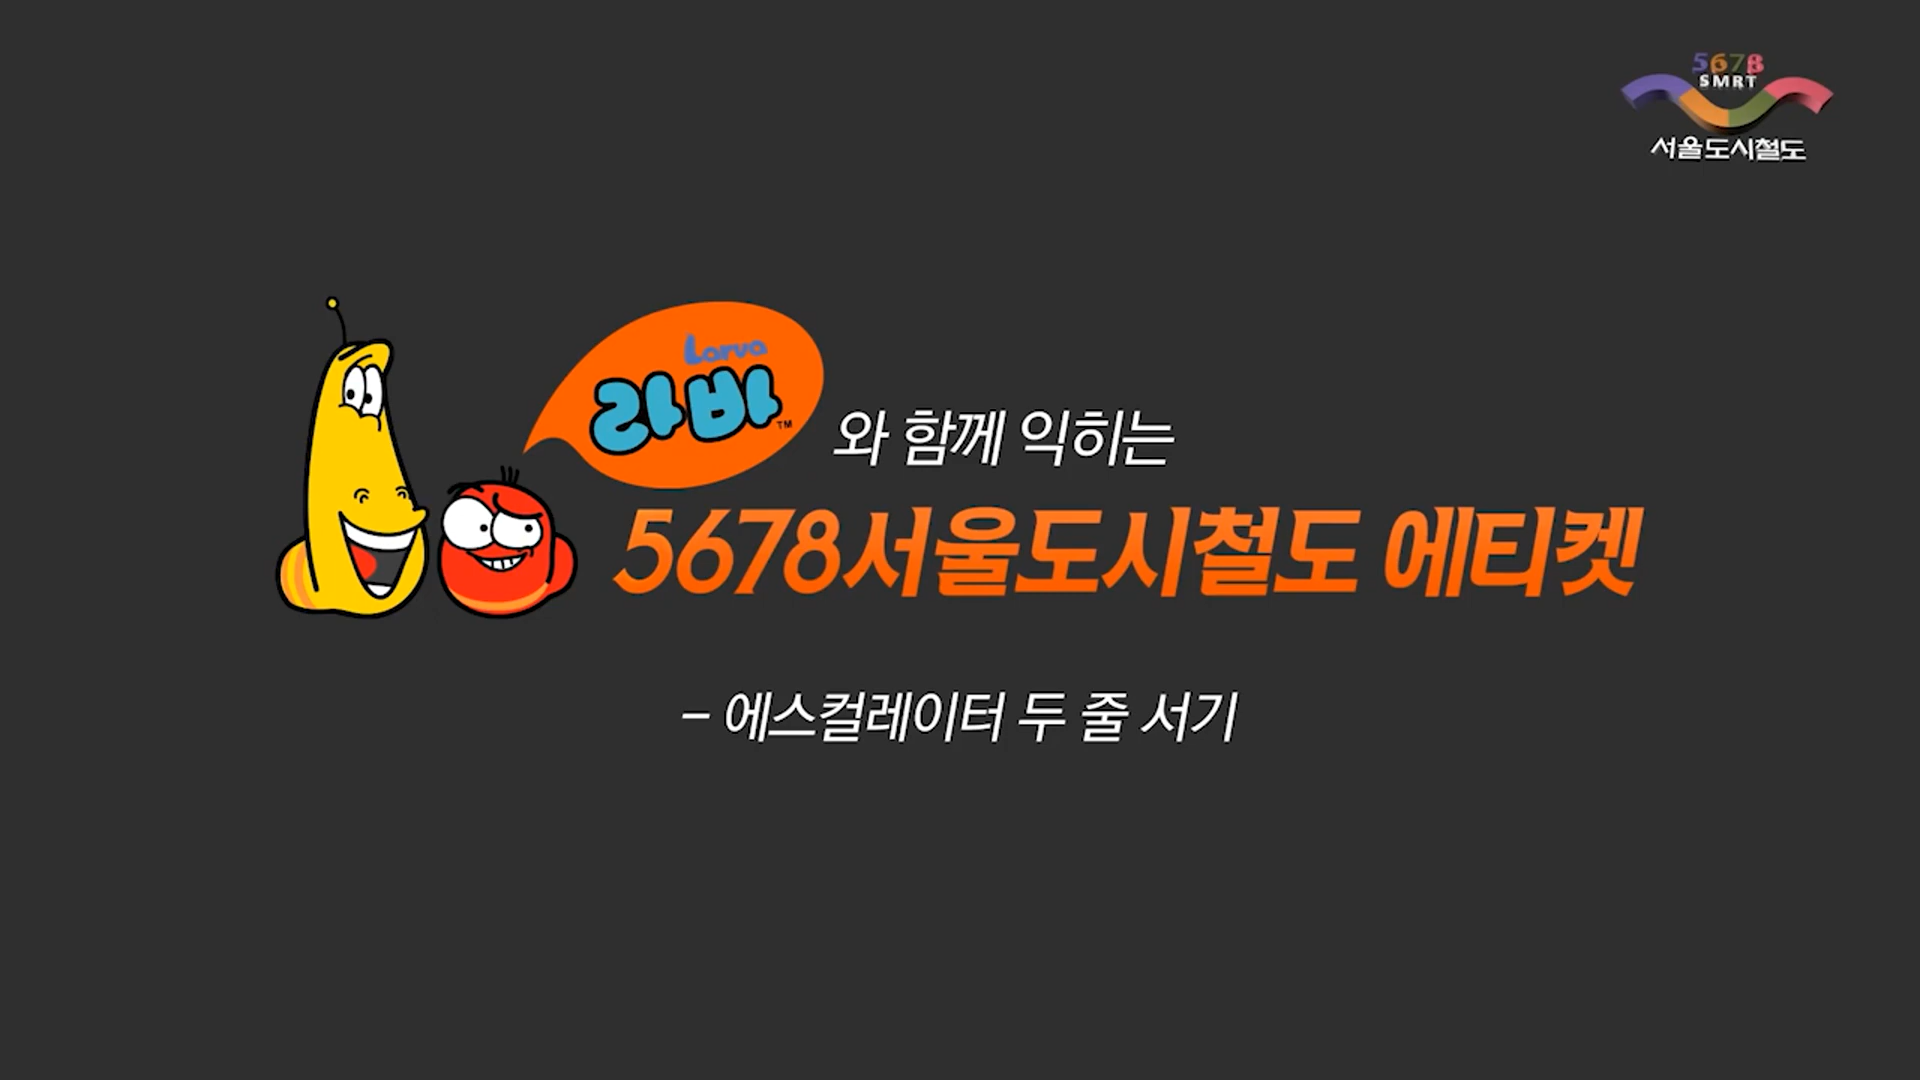 5678
SMRT
서울도시철도
Larva
라바™
와 함께 익히는
5678서울도시철도 에티켓
– 에스컬레이터 두 줄 서기